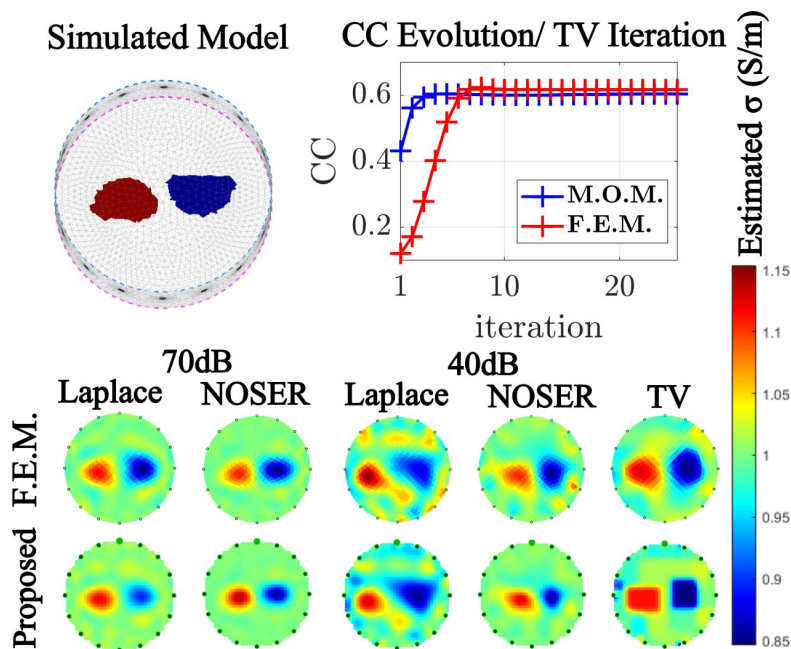 Simulated Model
CC Evolution/ TV Iteration
0.6
0.4
0.2
CC
M.O.M.
F.E.M.
1
10
20
iteration
Estimated σ (S/m)
1.15
1.1
1.05
1
0.95
0.9
0.85
70dB
40dB
Laplace
NOSER
Laplace
NOSER
TV
F.E.M.
Proposed